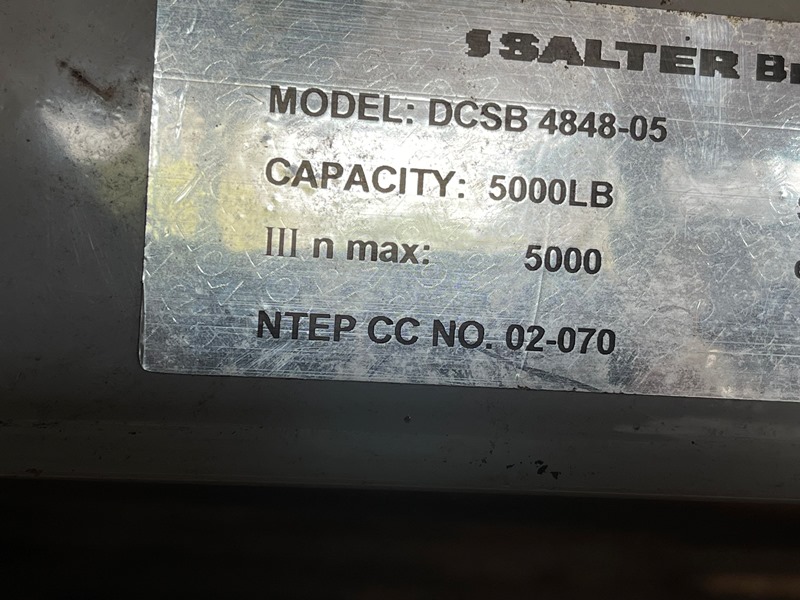 SALTER
MODEL: DCSB 4848-05
CAPACITY: 5000LB
III n max: 5000
NTEP CC NO. 02-070